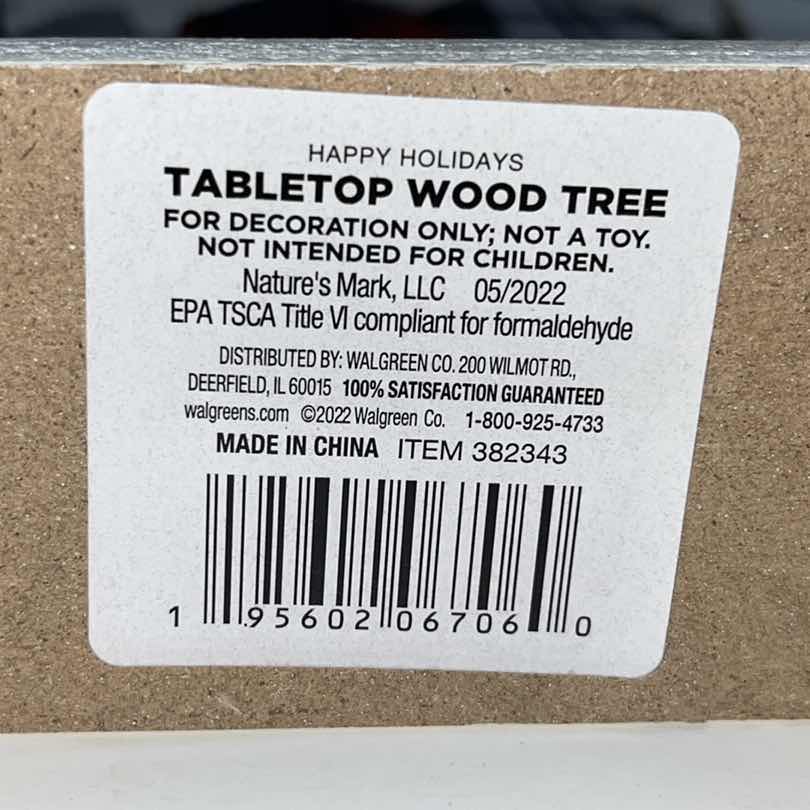 HAPPY HOLIDAYS
TABLETOP WOOD TREE
FOR DECORATION ONLY; NOT A TOY.
NOT INTENDED FOR CHILDREN.
Nature's Mark, LLC 05/2022
EPA TSCA Title VI compliant for formaldehyde
DISTRIBUTED BY: WALGREEN CO. 200 WILMOT RD.,
DEERFIELD, IL 60015 100% SATISFACTION GUARANTEED
walgreens.com ©2022 Walgreen Co. 1-800-925-4733
MADE IN CHINA ITEM 382343
1 95602 06706 0